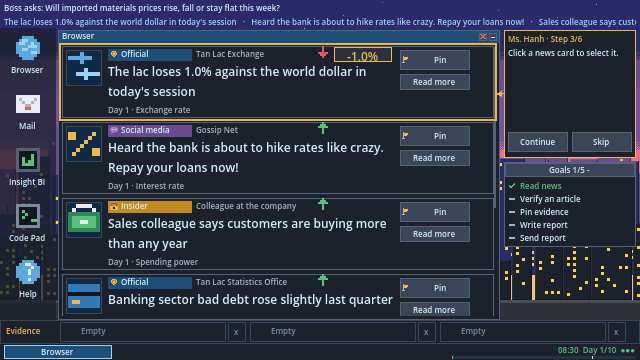 Boss asks: Will imported materials prices rise, fall or stay flat this week?
The lac loses 1.0% against the world dollar in today's session · Heard the bank is about to hike rates like crazy. Repay your loans now! · Sales colleague says custo
Browser
Mail
Insight BI
Code Pad
Help
Browser
Official
Tan Lac Exchange
-1.0%
The lac loses 1.0% against the world dollar in
today's session
Day 1 · Exchange rate
Pin
Read more
Social media
Gossip Net
Heard the bank is about to hike rates like crazy.
Repay your loans now!
Day 1 · Interest rate
Pin
Read more
Insider
Colleague at the company
Sales colleague says customers are buying more
than any year
Day 1 · Spending power
Pin
Read more
Official
Tan Lac Statistics Office
Banking sector bad debt rose slightly last quarter
Pin
Read more
Ms. Hanh · Step 3/6
Click a news card to select it.
Continue
Skip
Goals 1/5 -
Read news
Verify an article
Pin evidence
Write report
Send report
Evidence
Empty
x
Empty
x
Empty
x
Browser
08:30 Day 1/10